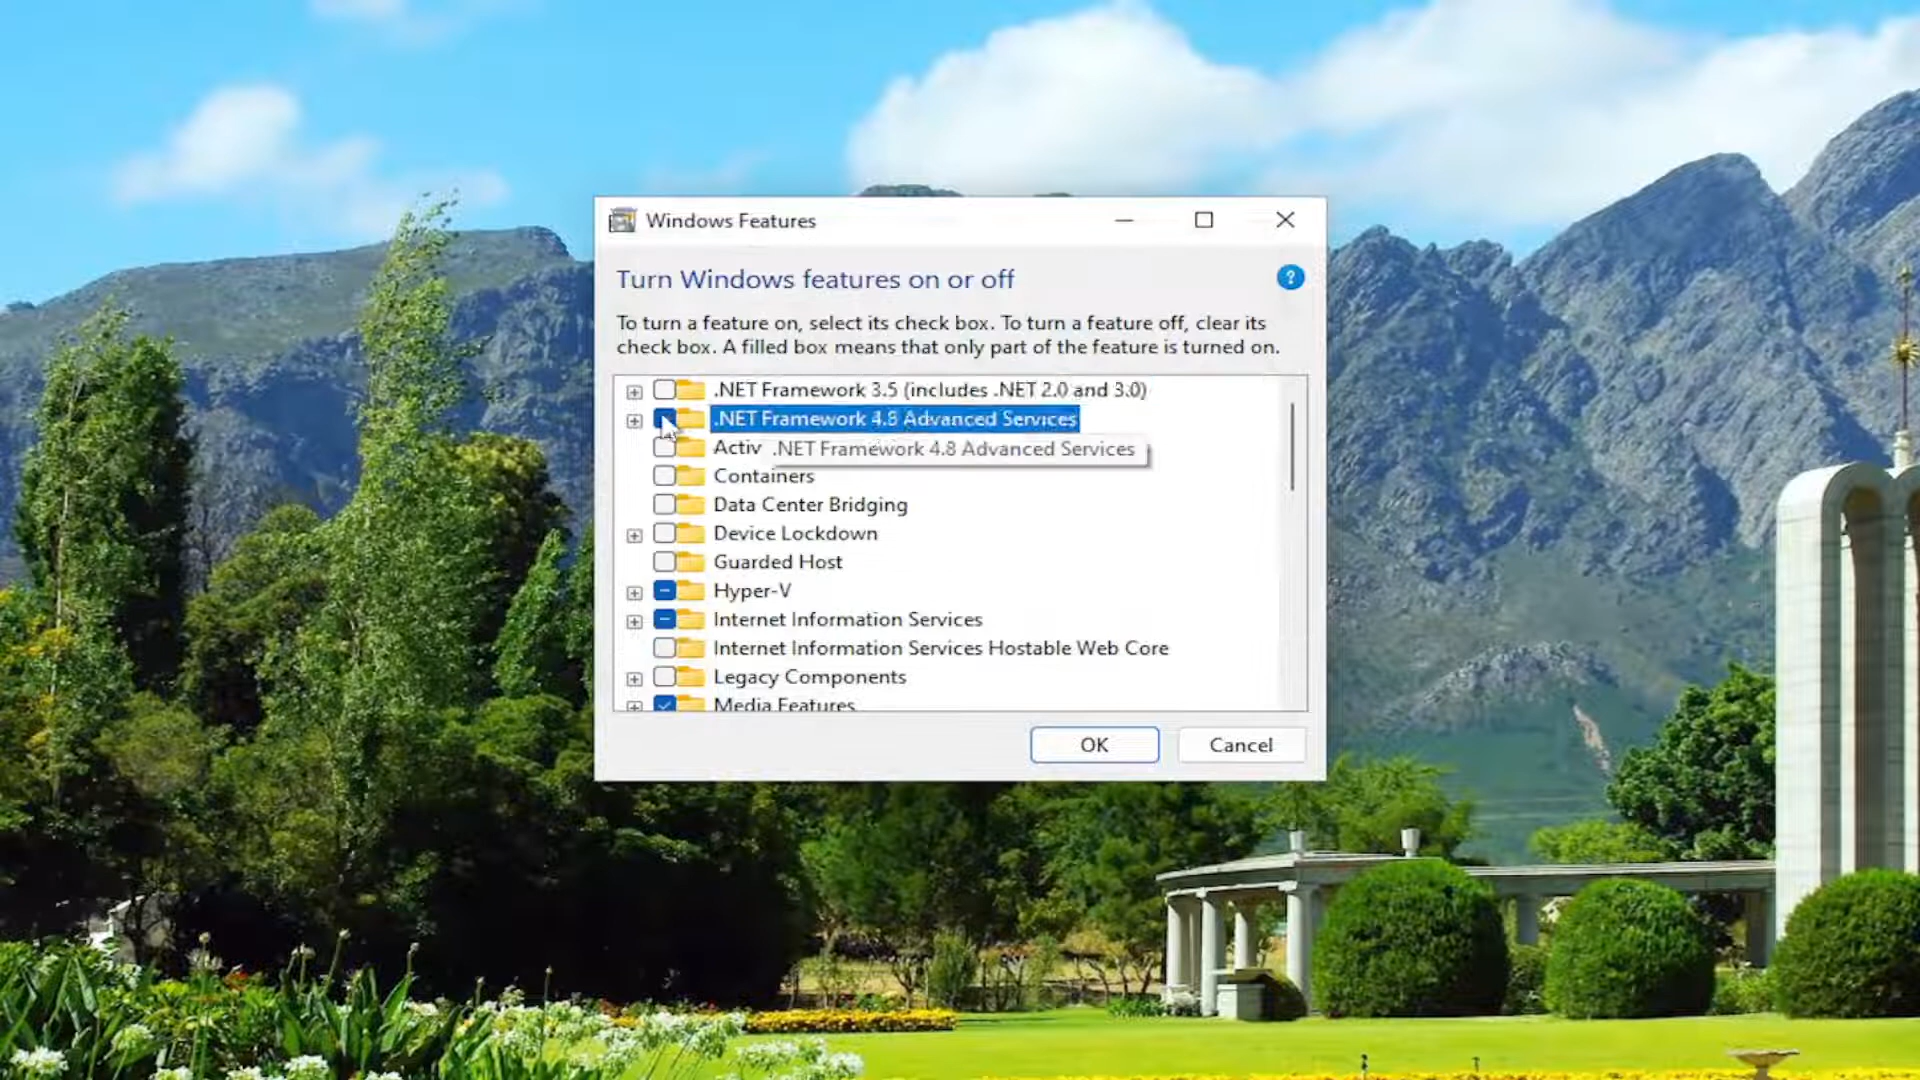 Windows Features
Turn Windows features on or off
?
To turn a feature on, select its check box. To turn a feature off, clear its
check box. A filled box means that only part of the feature is turned on.
.NET Framework 3.5 (includes .NET 2.0 and 3.0)
.NET Framework 4.8 Advanced Services
Activ
.NET Framework 4.8 Advanced Services
Containers
Data Center Bridging
Device Lockdown
Guarded Host
Hyper-V
Internet Information Services
Internet Information Services Hostable Web Core
Legacy Components
Media Features
OK
Cancel